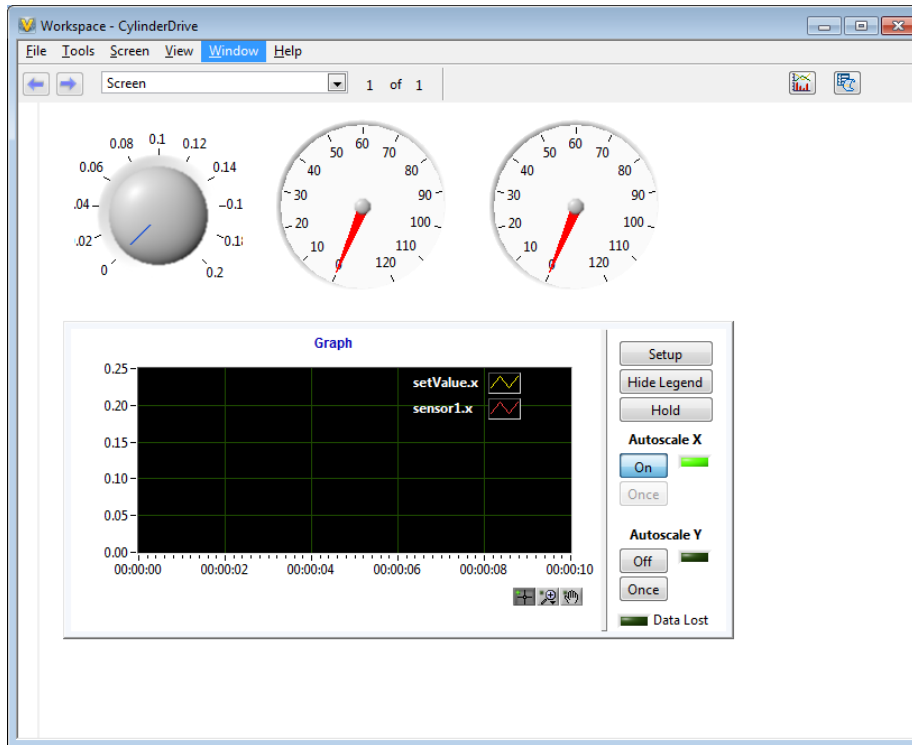 Workspace - CylinderDrive
File Tools Screen View Window Help
Screen 1 of 1
0 .02 .04 0.06 0.08 0.1 0.12 0.14 -0.1 0.18 0.2
0 10 20 30 40 50 60 70 80 90 100 110 120
0 10 20 30 40 50 60 70 80 90 100 110 120
Graph
setValue.x
sensor1.x
0.25
0.20
0.15
0.10
0.05
0.00
00:00:00 00:00:02 00:00:04 00:00:06 00:00:08 00:00:10
Setup
Hide Legend
Hold
Autoscale X
On
Once
Autoscale Y
Off
Once
Data Lost